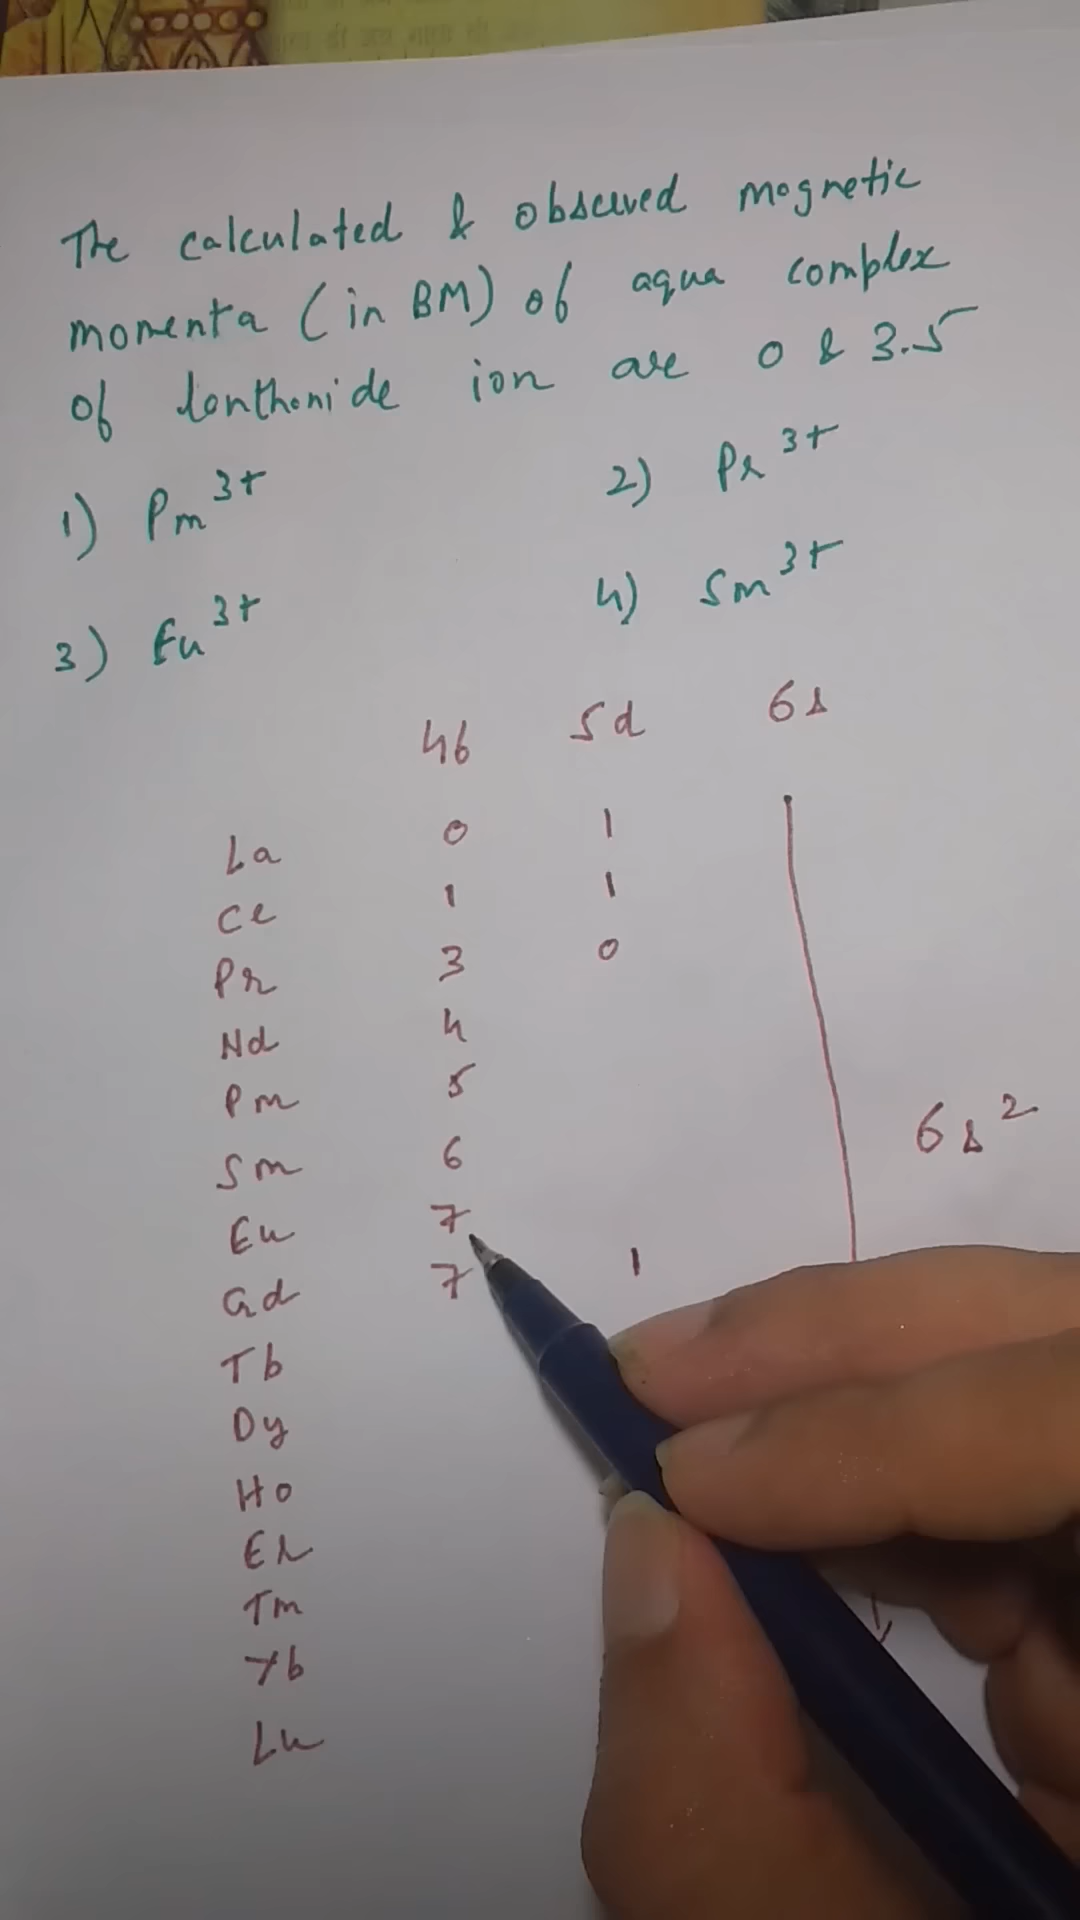 The calculated & observed magnetic
momenta (in BM) of aqua complex
of lanthanide ion are 0 & 3.5
1) Pm³⁺ 2) Pr³⁺
3) Eu³⁺ 4) Sm³⁺
4f 5d 6s
La 0 1
Ce 1 1
Pr 3 0
Nd 4
Pm 5
Sm 6
6s²
Eu 7
Gd 7 1
Tb
Dy
Ho
Er
Tm
Yb
Lu